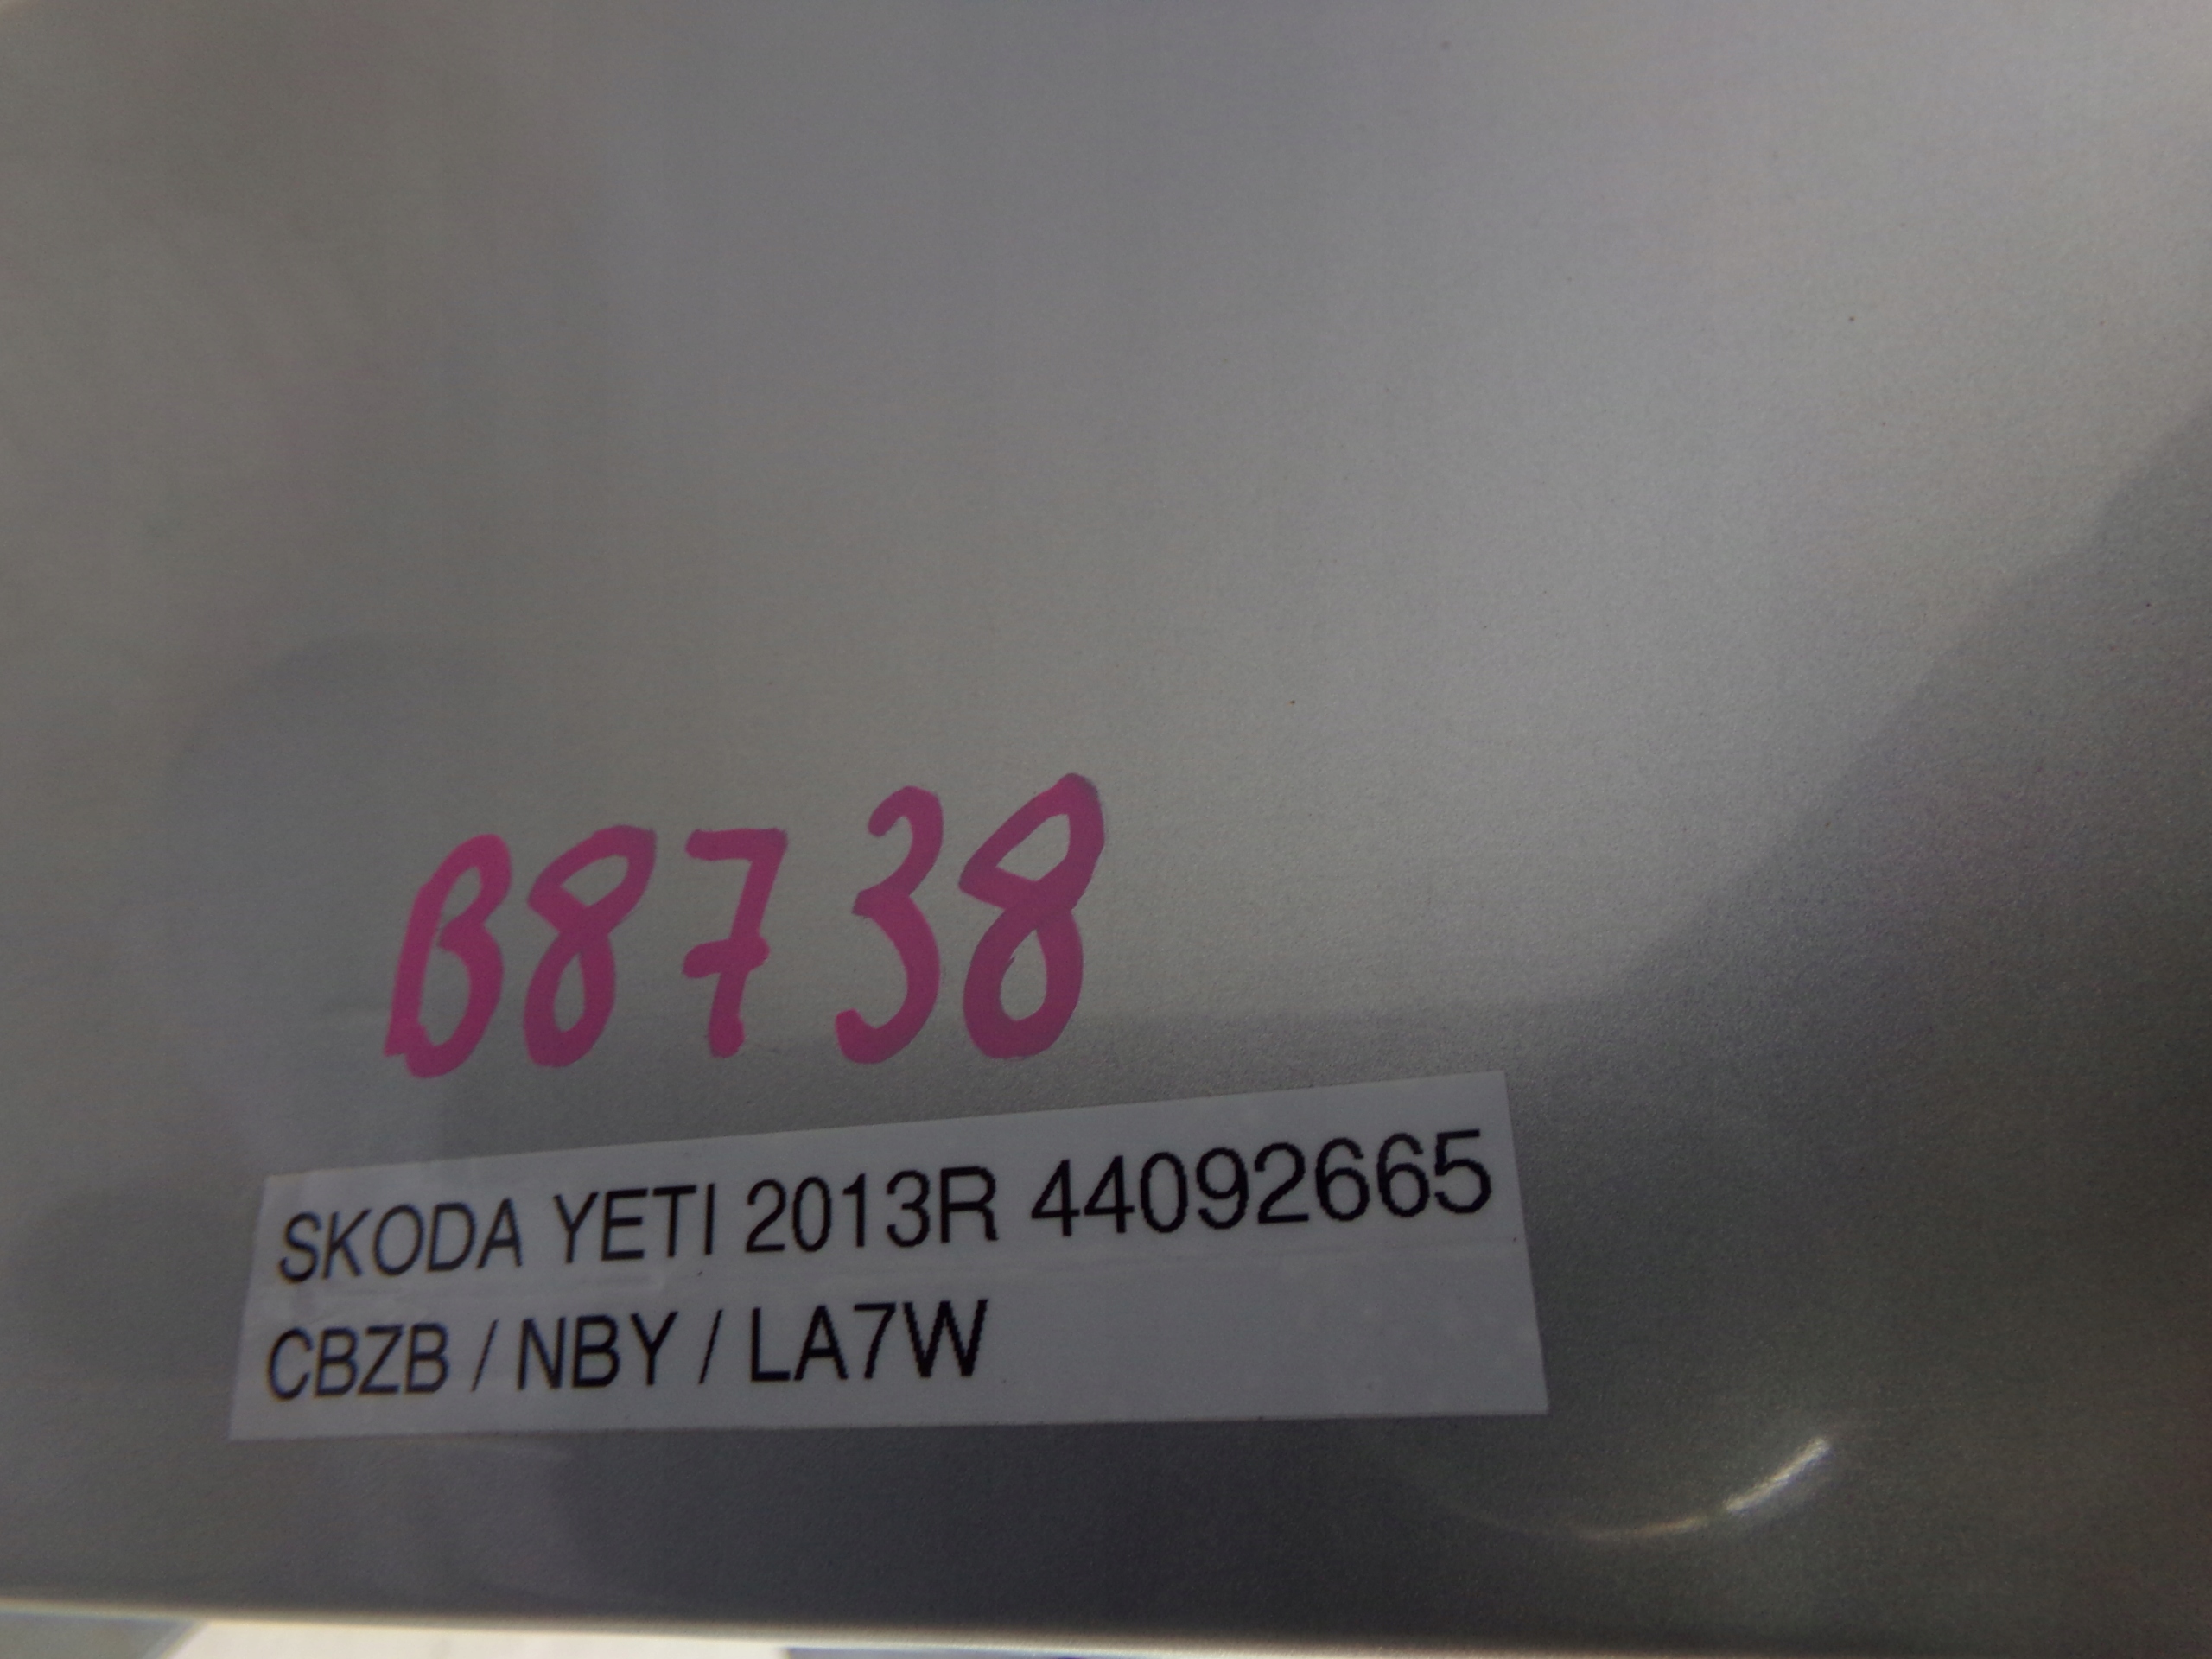 B8738
SKODA YETI 2013R 44092665
CBZB / NBY / LA7W